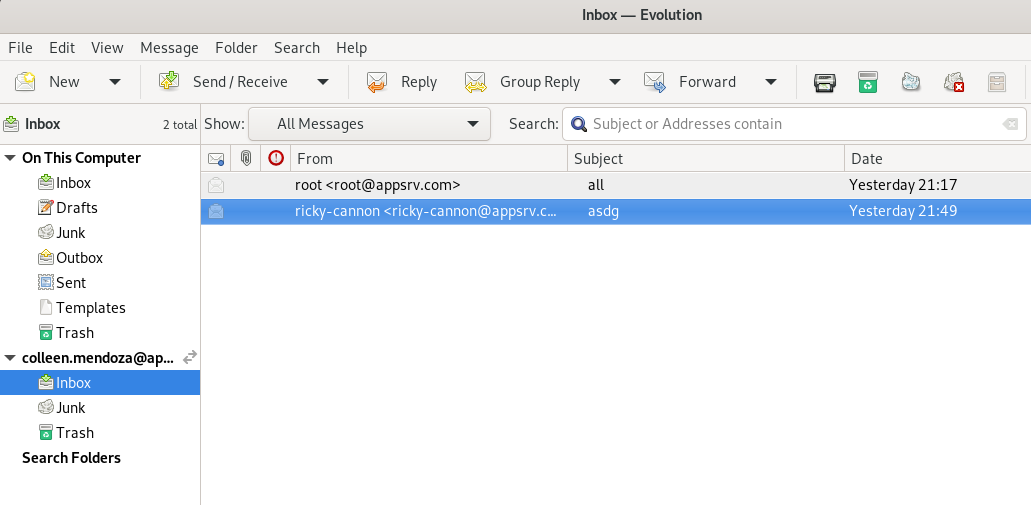 Inbox — Evolution
File Edit View Message Folder Search Help
New Send / Receive Reply Group Reply Forward
Inbox 2 total Show: All Messages Search: Subject or Addresses contain
From Subject Date
root <root@appsrv.com> all Yesterday 21:17
ricky-cannon <ricky-cannon@appsrv.c... asdg Yesterday 21:49
On This Computer
Inbox
Drafts
Junk
Outbox
Sent
Templates
Trash
colleen.mendoza@ap...
Inbox
Junk
Trash
Search Folders